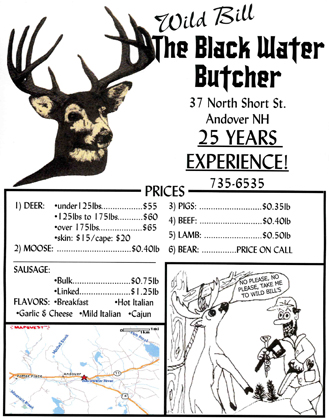 Wild Bill
The Black Water
Butcher
37 North Short St.
Andover NH
25 YEARS
EXPERIENCE!
735-6535
PRICES
1) DEER: •under125lbs..............$55
•125lbs to 175lbs...........$60
•over 175lbs..................$65
•skin: $15/cape: $20
2) MOOSE: ..........................$0.40lb
SAUSAGE:
•Bulk..........................$0.75lb
•Linked.......................$1.25lb
FLAVORS: •Breakfast •Hot Italian
•Garlic & Cheese •Mild Italian •Cajun
3) PIGS: ..........................$0.35lb
4) BEEF:..........................$0.40lb
5) LAMB:.........................$0.50lb
6) BEAR: ..............PRICE ON CALL
NO PLEASE, NO
PLEASE, TAKE ME
TO WILD BILL'S
MAPQUEST
Andover